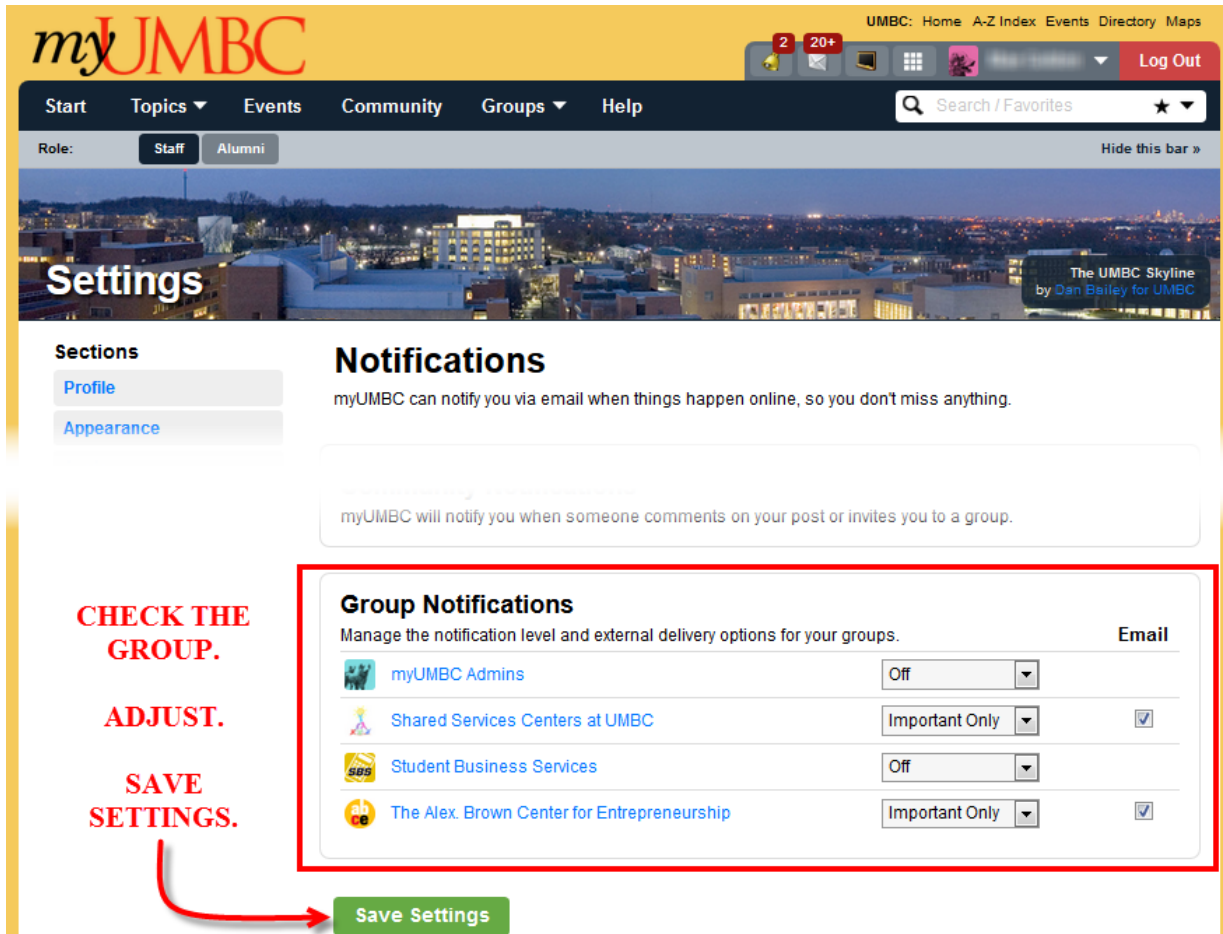 UMBC: Home A-Z Index Events Directory Maps
myUMBC
2 20+
Log Out
Start Topics Events Community Groups Help
Search / Favorites
Role: Staff Alumni Hide this bar »
Settings
The UMBC Skyline
by Dan Bailey for UMBC
Sections
Profile
Appearance
Notifications
myUMBC can notify you via email when things happen online, so you don't miss anything.
myUMBC will notify you when someone comments on your post or invites you to a group.
CHECK THE
GROUP.
ADJUST.
SAVE
SETTINGS.
Group Notifications
Manage the notification level and external delivery options for your groups. Email
myUMBC Admins Off
Shared Services Centers at UMBC Important Only
SBS Student Business Services Off
abce The Alex. Brown Center for Entrepreneurship Important Only
Save Settings